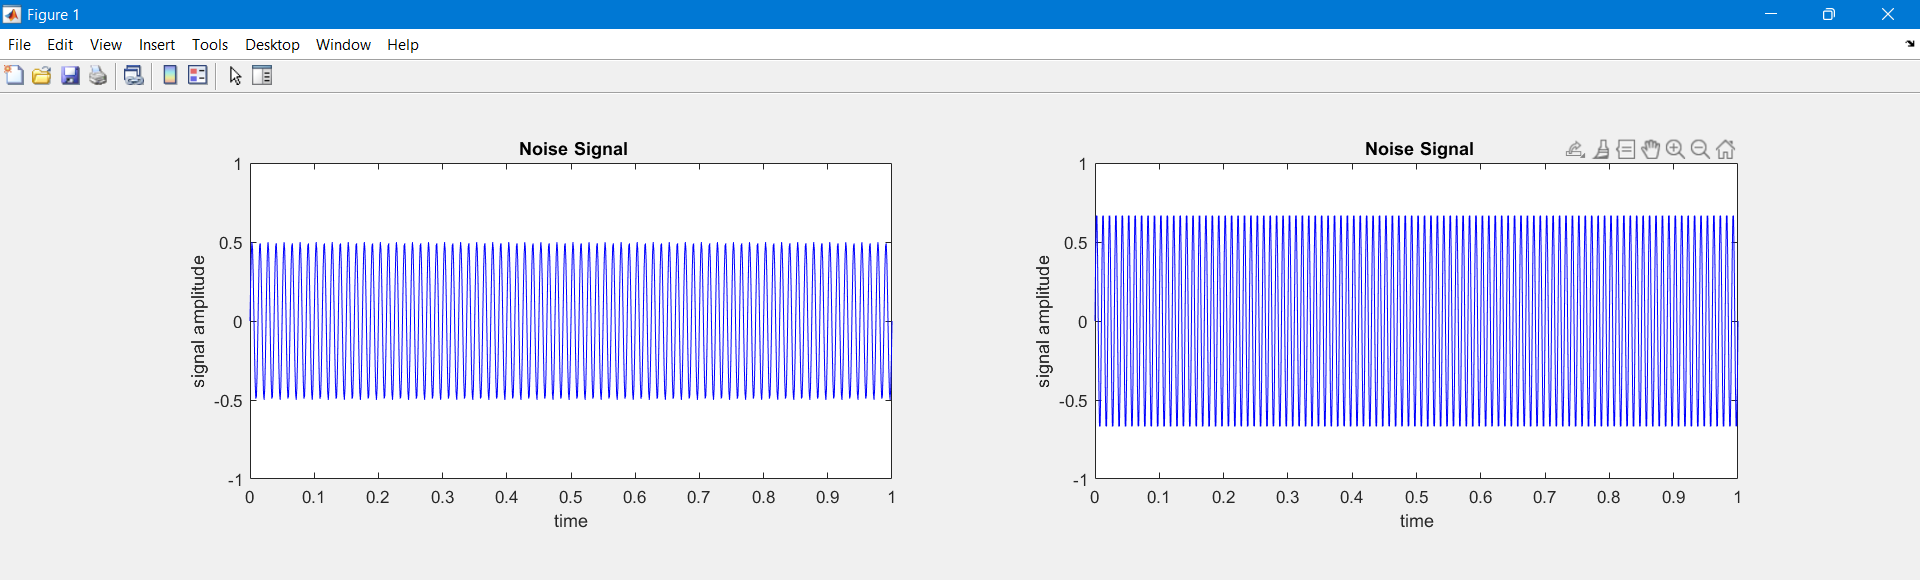 Figure 1
File Edit View Insert Tools Desktop Window Help
Noise Signal
1
0.5
0
-0.5
-1
signal amplitude
0 0.1 0.2 0.3 0.4 0.5 0.6 0.7 0.8 0.9 1
time
Noise Signal
1
0.5
0
-0.5
-1
signal amplitude
0 0.1 0.2 0.3 0.4 0.5 0.6 0.7 0.8 0.9 1
time